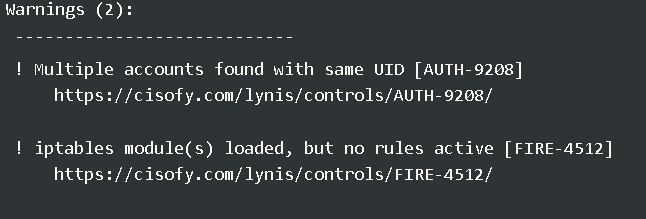 Warnings (2):
----------------------------
! Multiple accounts found with same UID [AUTH-9208]
https://cisofy.com/lynis/controls/AUTH-9208/
! iptables module(s) loaded, but no rules active [FIRE-4512]
https://cisofy.com/lynis/controls/FIRE-4512/